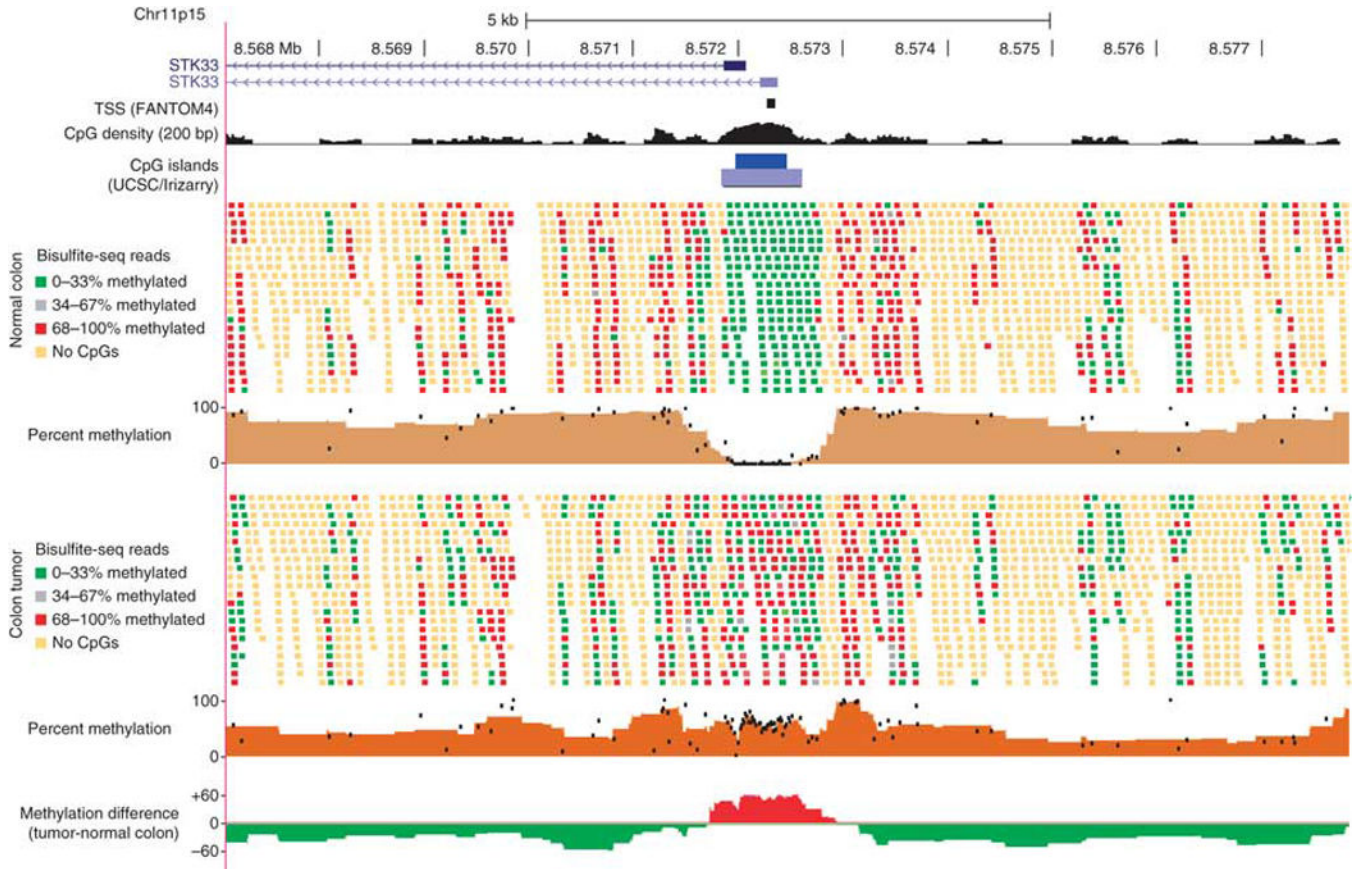 Chr11p15
5 kb
8.568 Mb 8.569 8.570 8.571 8.572 8.573 8.574 8.575 8.576 8.577
STK33
STK33
TSS (FANTOM4)
CpG density (200 bp)
CpG islands
(UCSC/Irizarry)
Normal colon
Bisulfite-seq reads
0–33% methylated
34–67% methylated
68–100% methylated
No CpGs
100
Percent methylation
0
Colon tumor
Bisulfite-seq reads
0–33% methylated
34–67% methylated
68–100% methylated
No CpGs
100
Percent methylation
0
+60
Methylation difference
0
(tumor-normal colon)
−60